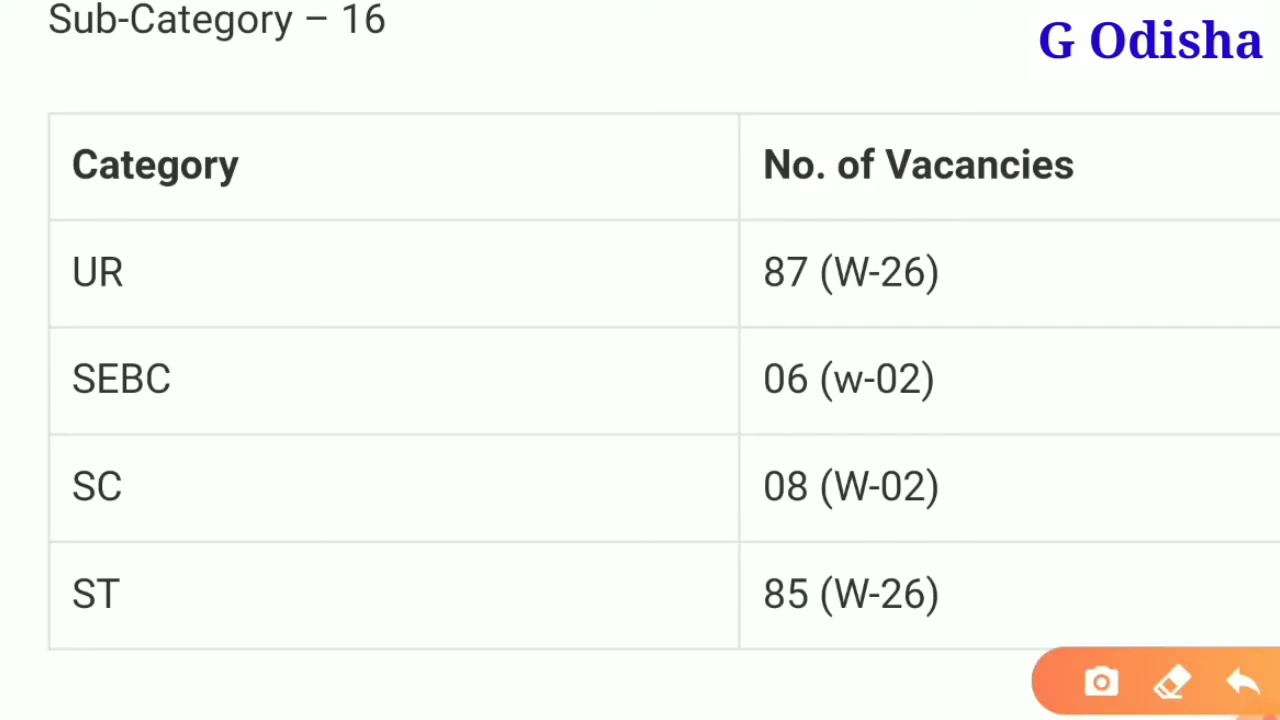 Sub-Category – 16
G Odisha
Category No. of Vacancies
UR 87 (W-26)
SEBC 06 (w-02)
SC 08 (W-02)
ST 85 (W-26)